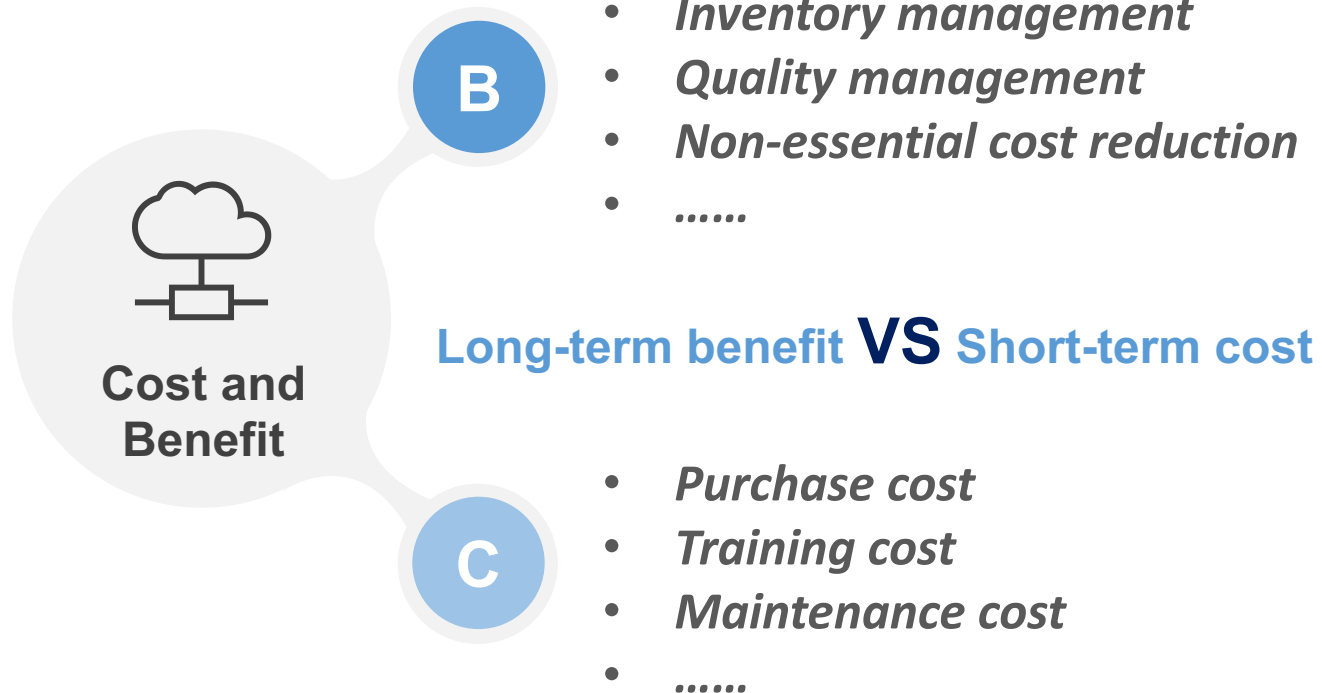 Inventory management
B
• Quality management
• Non-essential cost reduction
• ......
Long-term benefit VS Short-term cost
Cost and
Benefit
• Purchase cost
• Training cost
C
• Maintenance cost
• ......